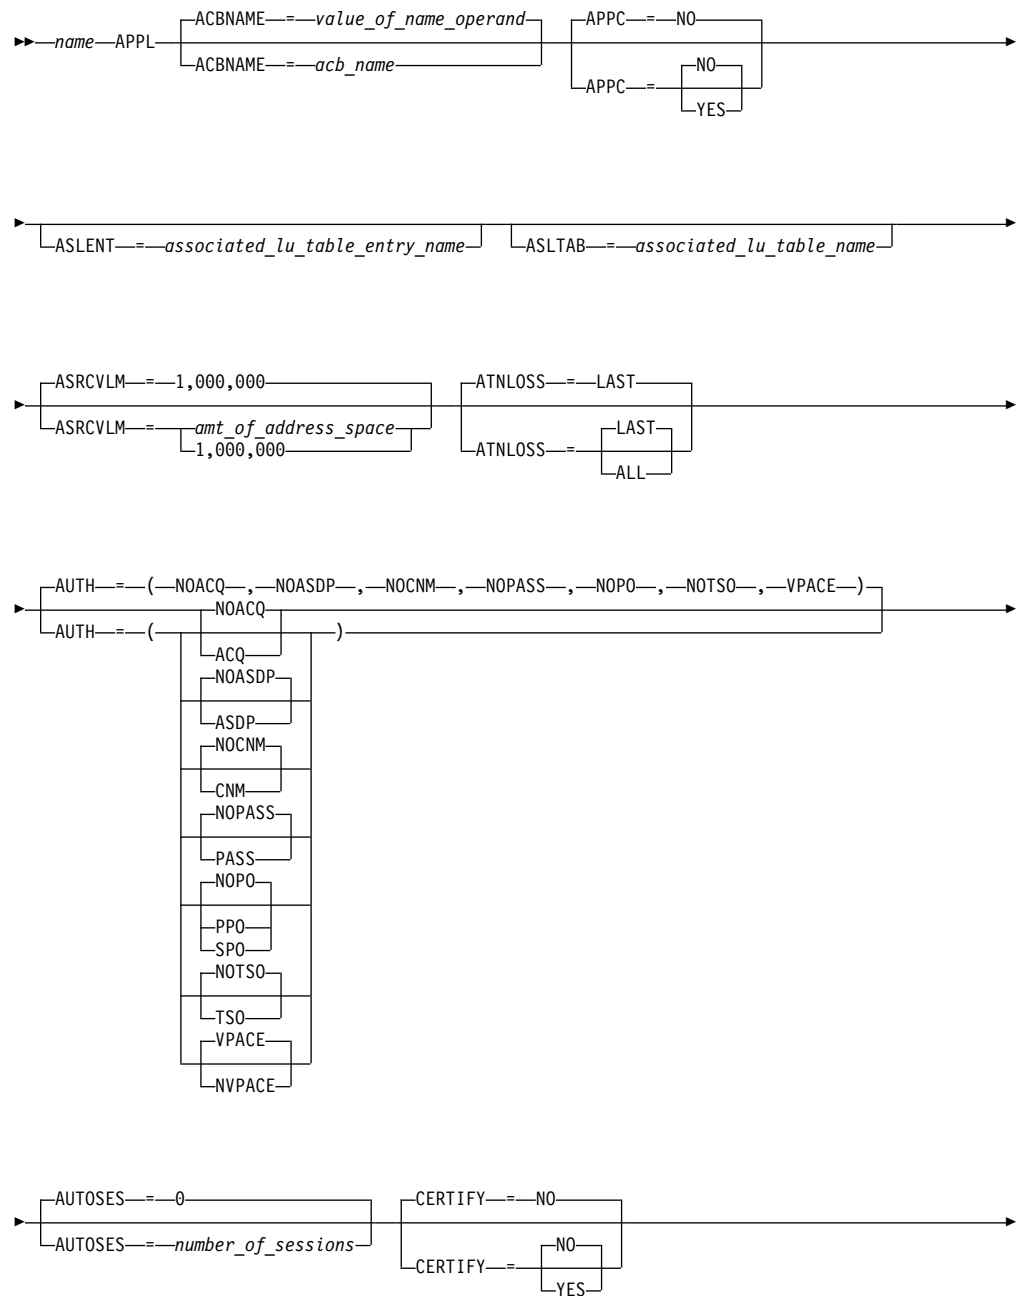 ACBNAME = value_of_name_operand APPC = NO
name APPL
ACBNAME = acb_name NO
APPC =
YES
ASLENT = associated_lu_table_entry_name ASLTAB = associated_lu_table_name
ASRCVLM = 1,000,000 ATNLOSS = LAST
ASRCVLM = amt_of_address_space LAST
1,000,000 ATNLOSS =
ALL
AUTH = ( NOACQ , NOASDP , NOCNM , NOPASS , NOPO , NOTSO , VPACE )
NOACQ
AUTH = ( )
ACQ
NOASDP
ASDP
NOCNM
CNM
NOPASS
PASS
NOPO
PPO
SPO
NOTSO
TSO
VPACE
NVPACE
AUTOSES = 0 CERTIFY = NO
AUTOSES = number_of_sessions NO
CERTIFY =
YES